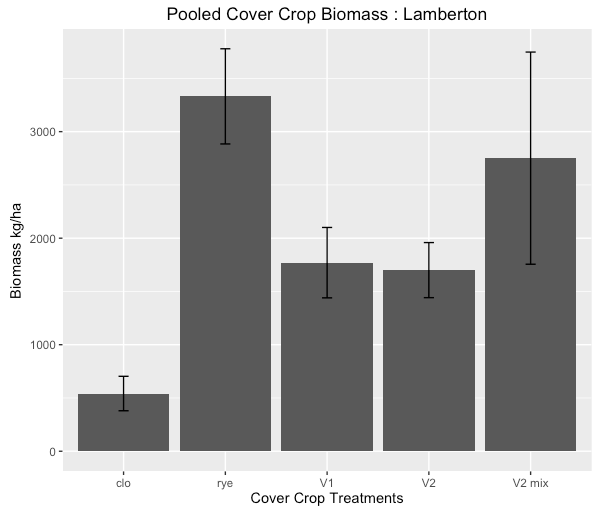 Pooled Cover Crop Biomass : Lamberton
Biomass kg/ha
3000
2000
1000
0
clo rye V1 V2 V2 mix
Cover Crop Treatments